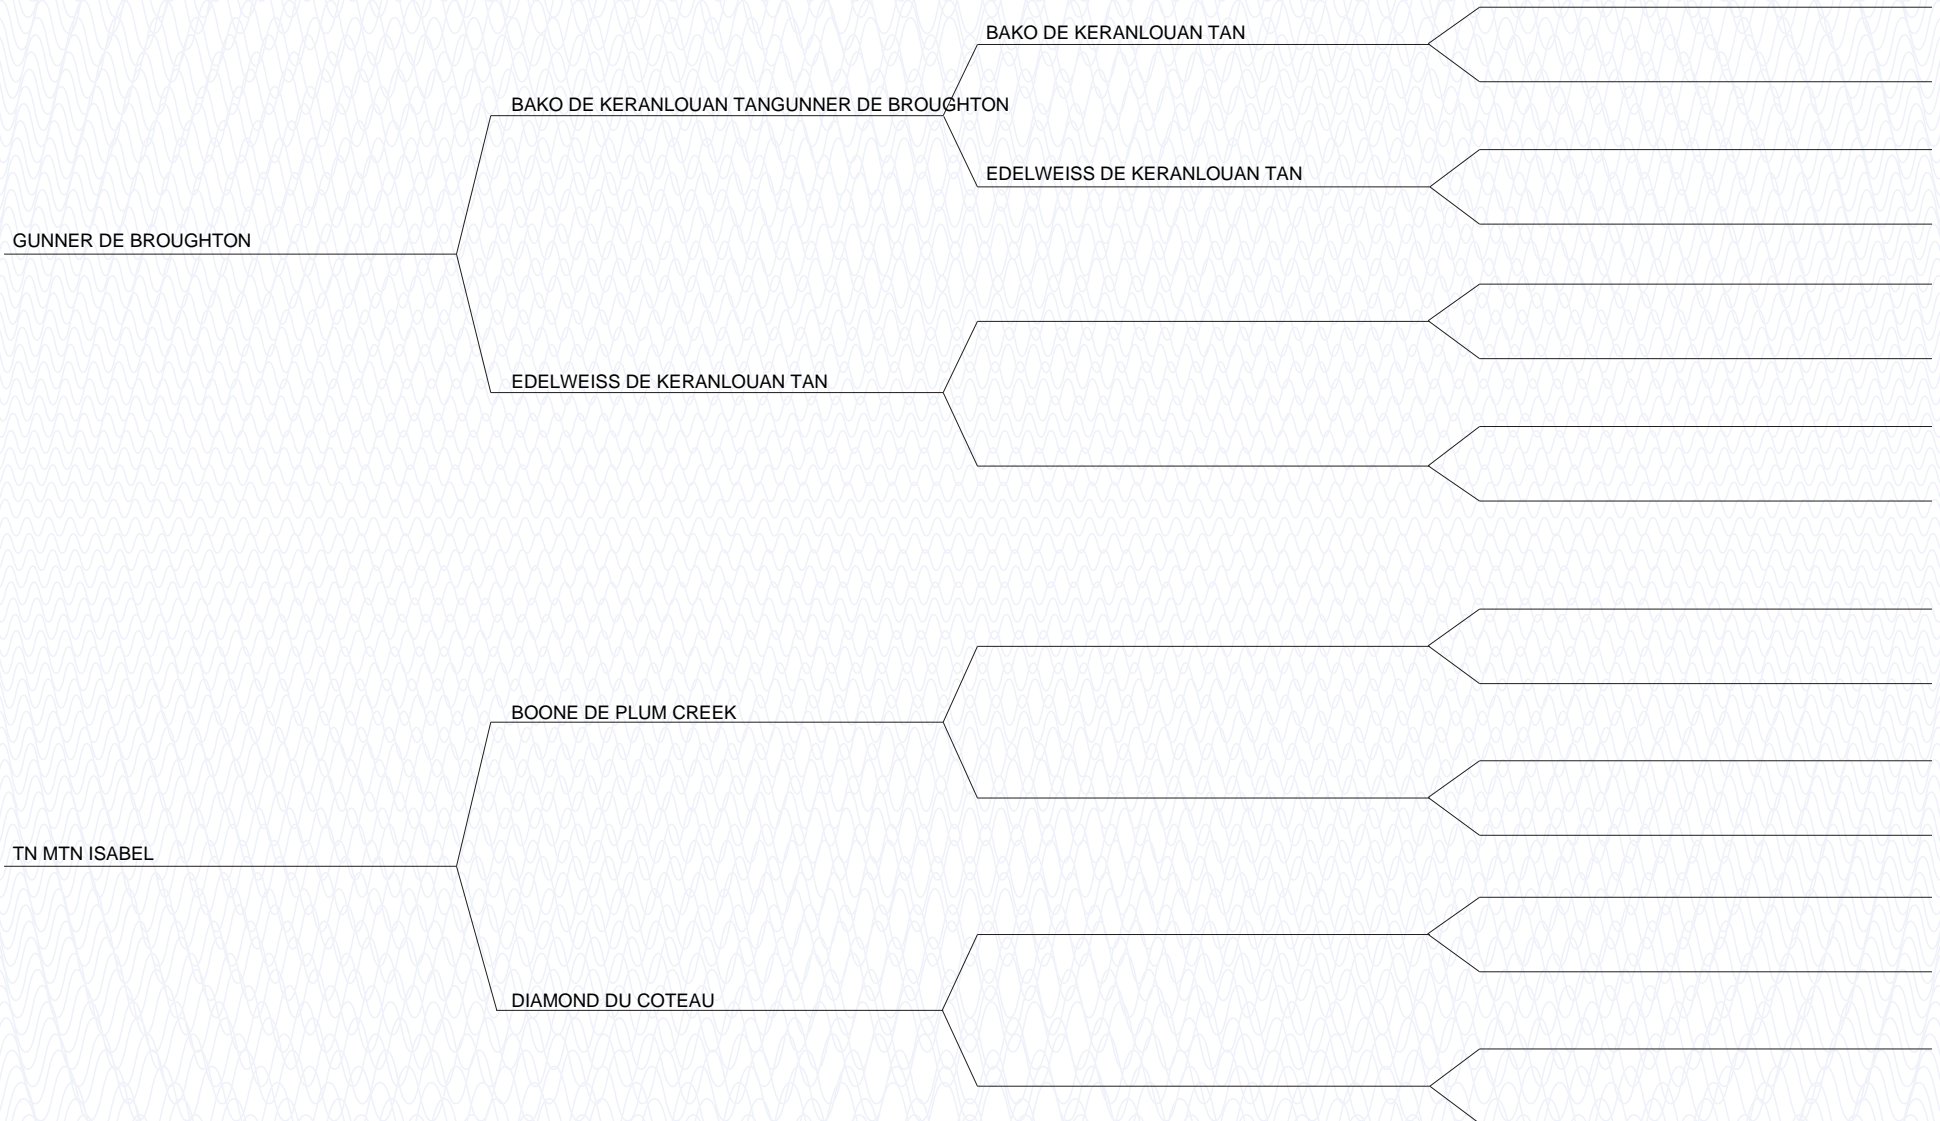 BAKO DE KERANLOUAN TAN
BAKO DE KERANLOUAN TANGUNNER DE BROUGHTON
EDELWEISS DE KERANLOUAN TAN
GUNNER DE BROUGHTON
EDELWEISS DE KERANLOUAN TAN
BOONE DE PLUM CREEK
TN MTN ISABEL
DIAMOND DU COTEAU